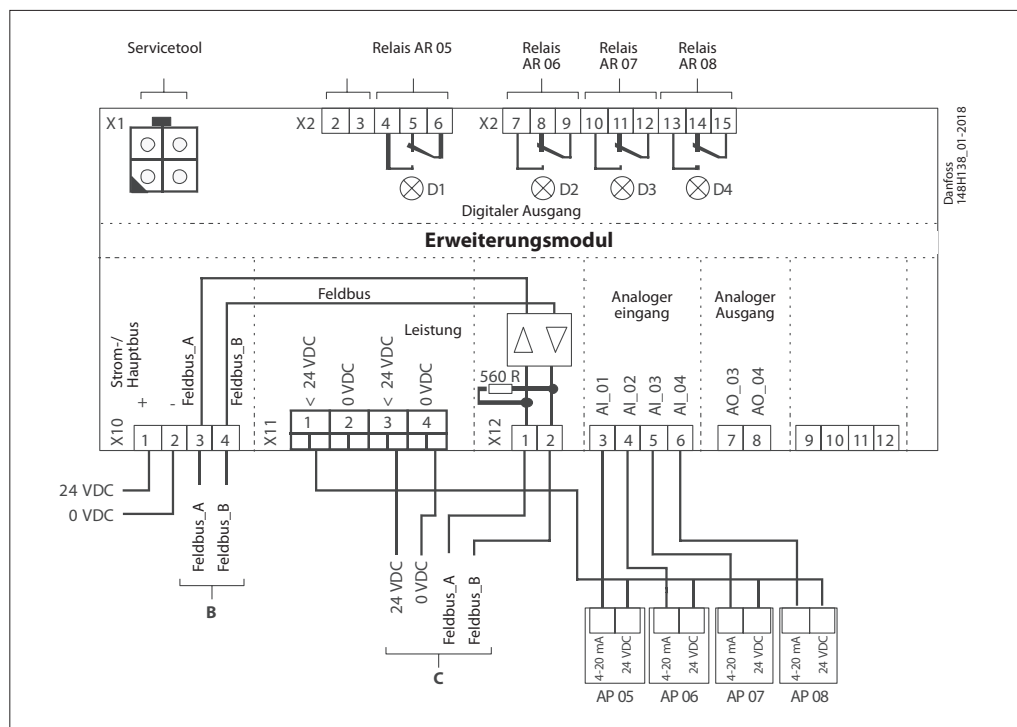 Servicetool
Relais AR 05
Relais
AR 06
Relais
AR 07
Relais
AR 08
X1
X2 2 3 4 5 6
X2 7 8 9 10 11 12 13 14 15
D1
D2
D3
D4
Digitaler Ausgang
Danfoss
148H138_01-2018
Erweiterungsmodul
Feldbus
Leistung
Analoger
eingang
Analoger
Ausgang
Strom-/
Hauptbus
+
-
Feldbus_A
Feldbus_B
< 24 VDC
0 VDC
< 24 VDC
0 VDC
560 R
AI_01
AI_02
AI_03
AI_04
AO_03
AO_04
X10 1 2 3 4
X11 1 2 3 4
X12 1 2 3 4 5 6
7 8
9 10 11 12
24 VDC
0 VDC
Feldbus_A
Feldbus_B
B
24 VDC
0 VDC
Feldbus_A
Feldbus_B
C
4-20 mA
24 VDC
4-20 mA
24 VDC
4-20 mA
24 VDC
4-20 mA
24 VDC
AP 05
AP 06
AP 07
AP 08